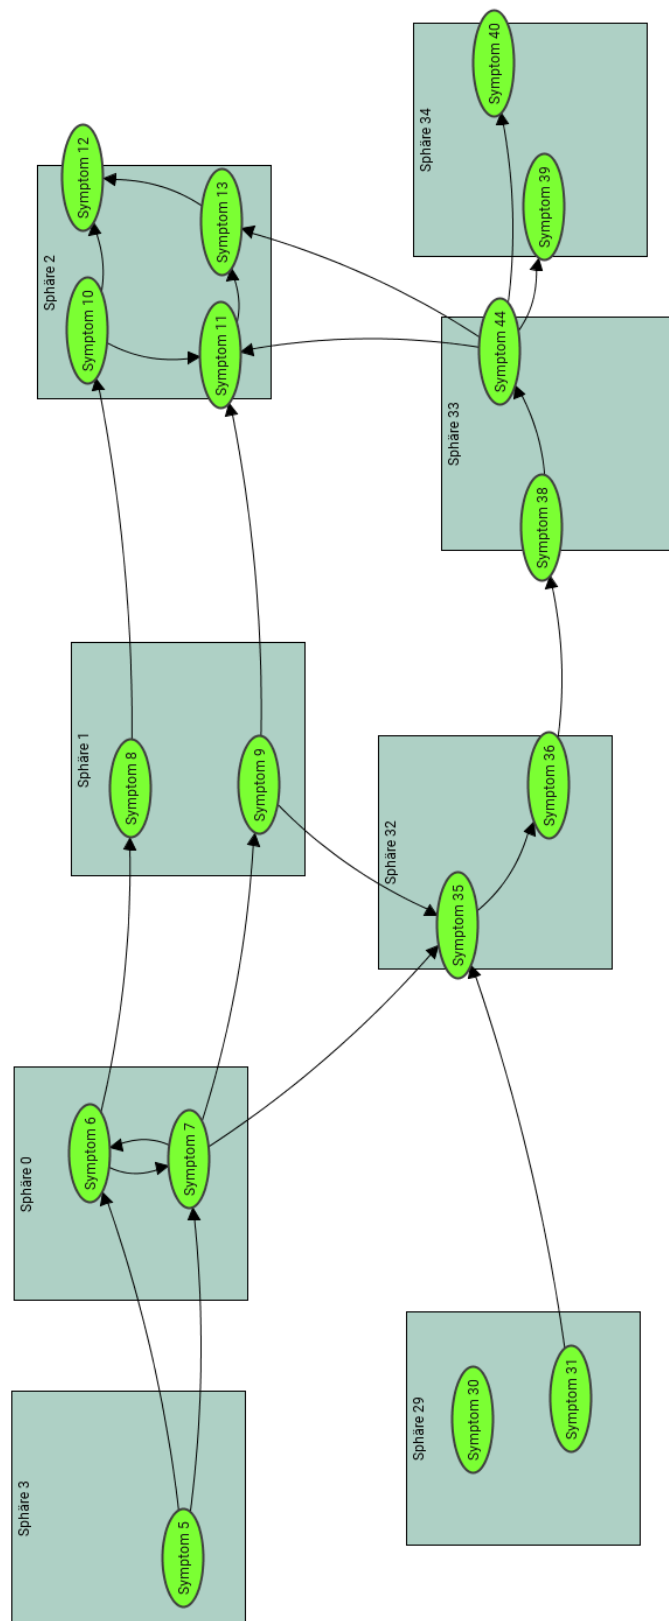 Sphäre 3
Symptom 5
Sphäre 0
Symptom 6
Symptom 7
Sphäre 1
Symptom 8
Symptom 9
Sphäre 2
Symptom 10
Symptom 12
Symptom 11
Symptom 13
Sphäre 29
Symptom 30
Symptom 31
Sphäre 32
Symptom 35
Symptom 36
Sphäre 33
Symptom 44
Symptom 38
Sphäre 34
Symptom 40
Symptom 39